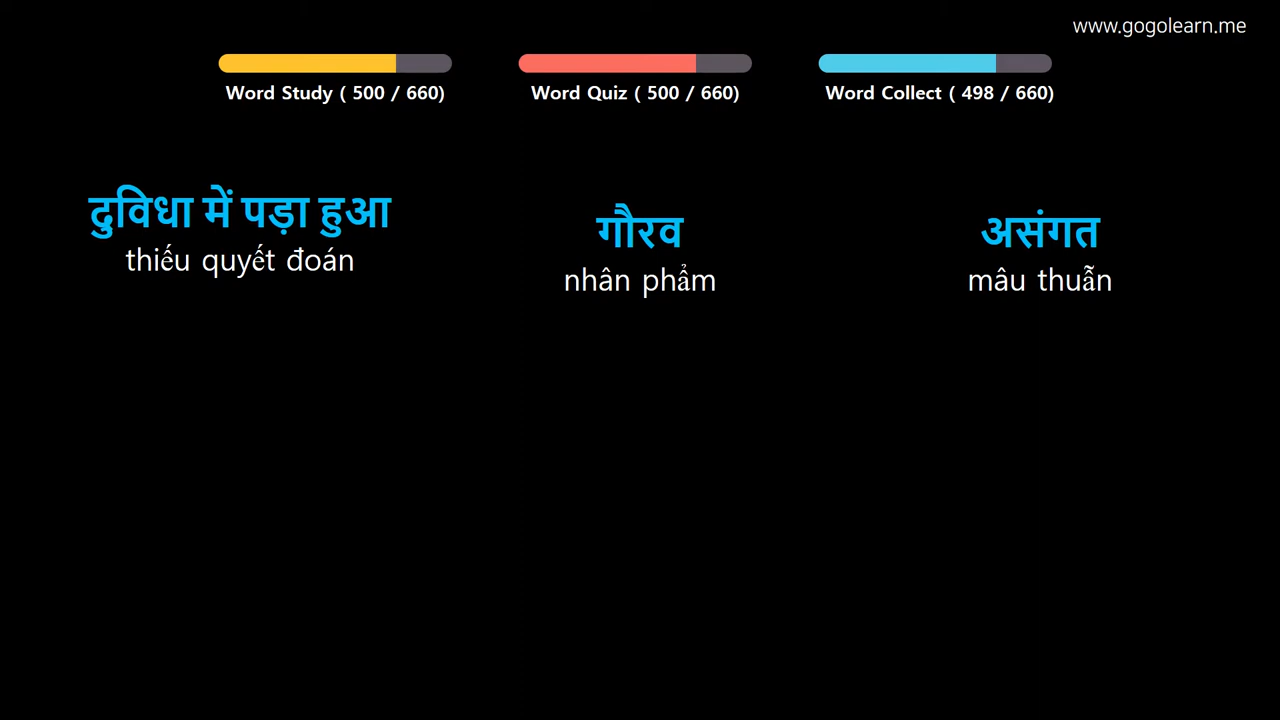 www.gogolearn.me
Word Study ( 500 / 660)
Word Quiz ( 500 / 660)
Word Collect ( 498 / 660)
दुविधा में पड़ा हुआ
thiếu quyết đoán
गौरव
nhân phẩm
असंगत
mâu thuẫn